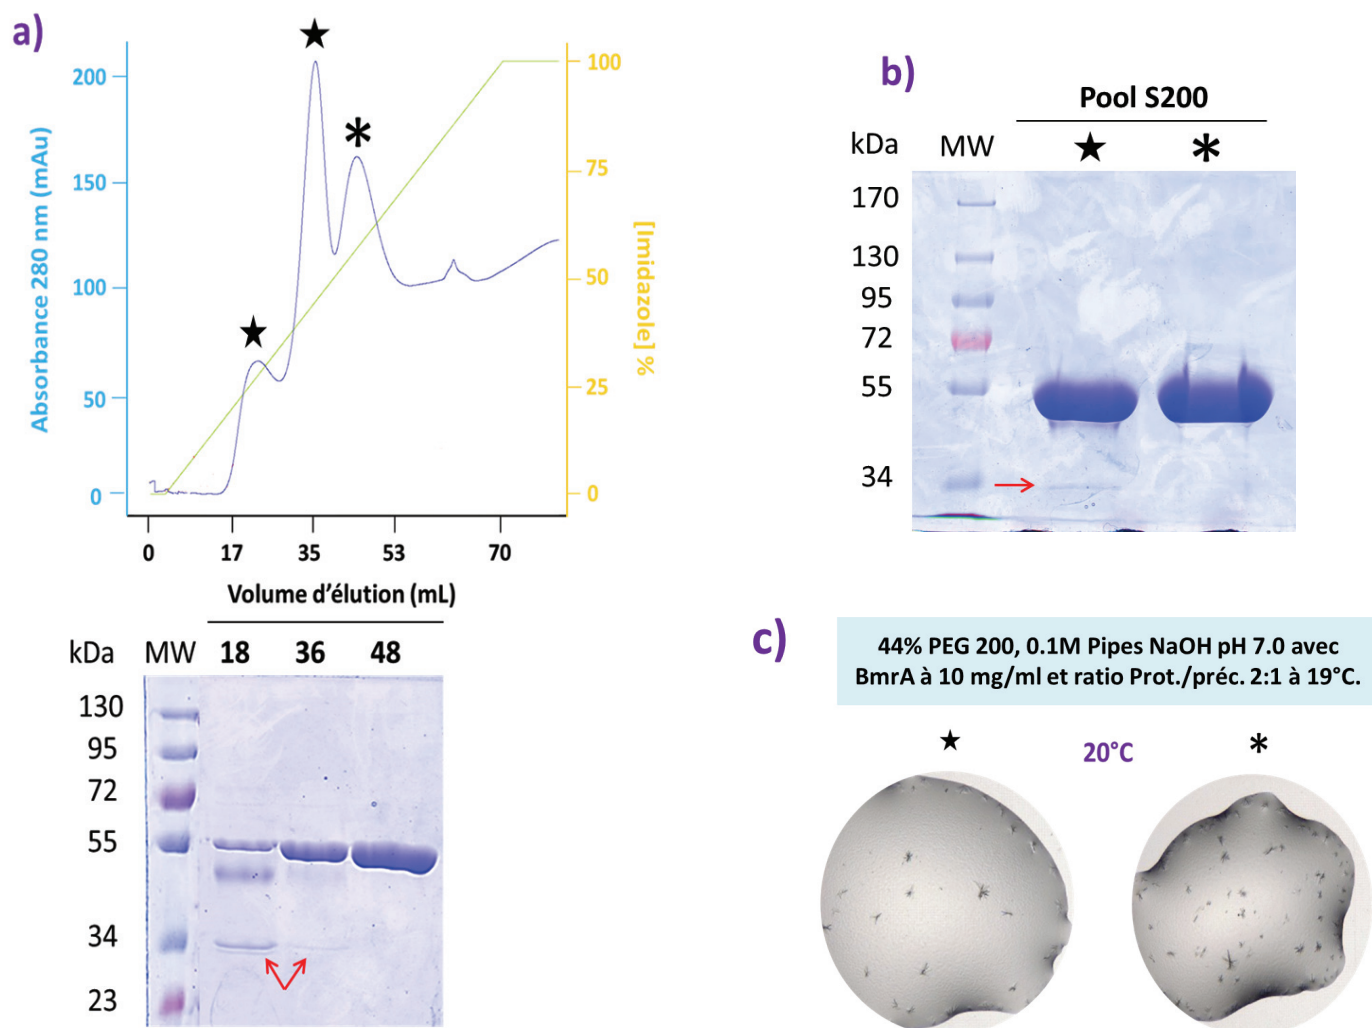 a)
Absorbance 280 nm (mAu)
200
150
100
50
0
★
★
*
100
75
50
25
0
[Imidazole] %
0 17 35 53 70
Volume d'élution (mL)
kDa MW 18 36 48
130
95
72
55
34
23
b)
Pool S200
kDa MW ★ *
170
130
95
72
55
34
c)
44% PEG 200, 0.1M Pipes NaOH pH 7.0 avec
BmrA à 10 mg/ml et ratio Prot./préc. 2:1 à 19°C.
★ 20°C *